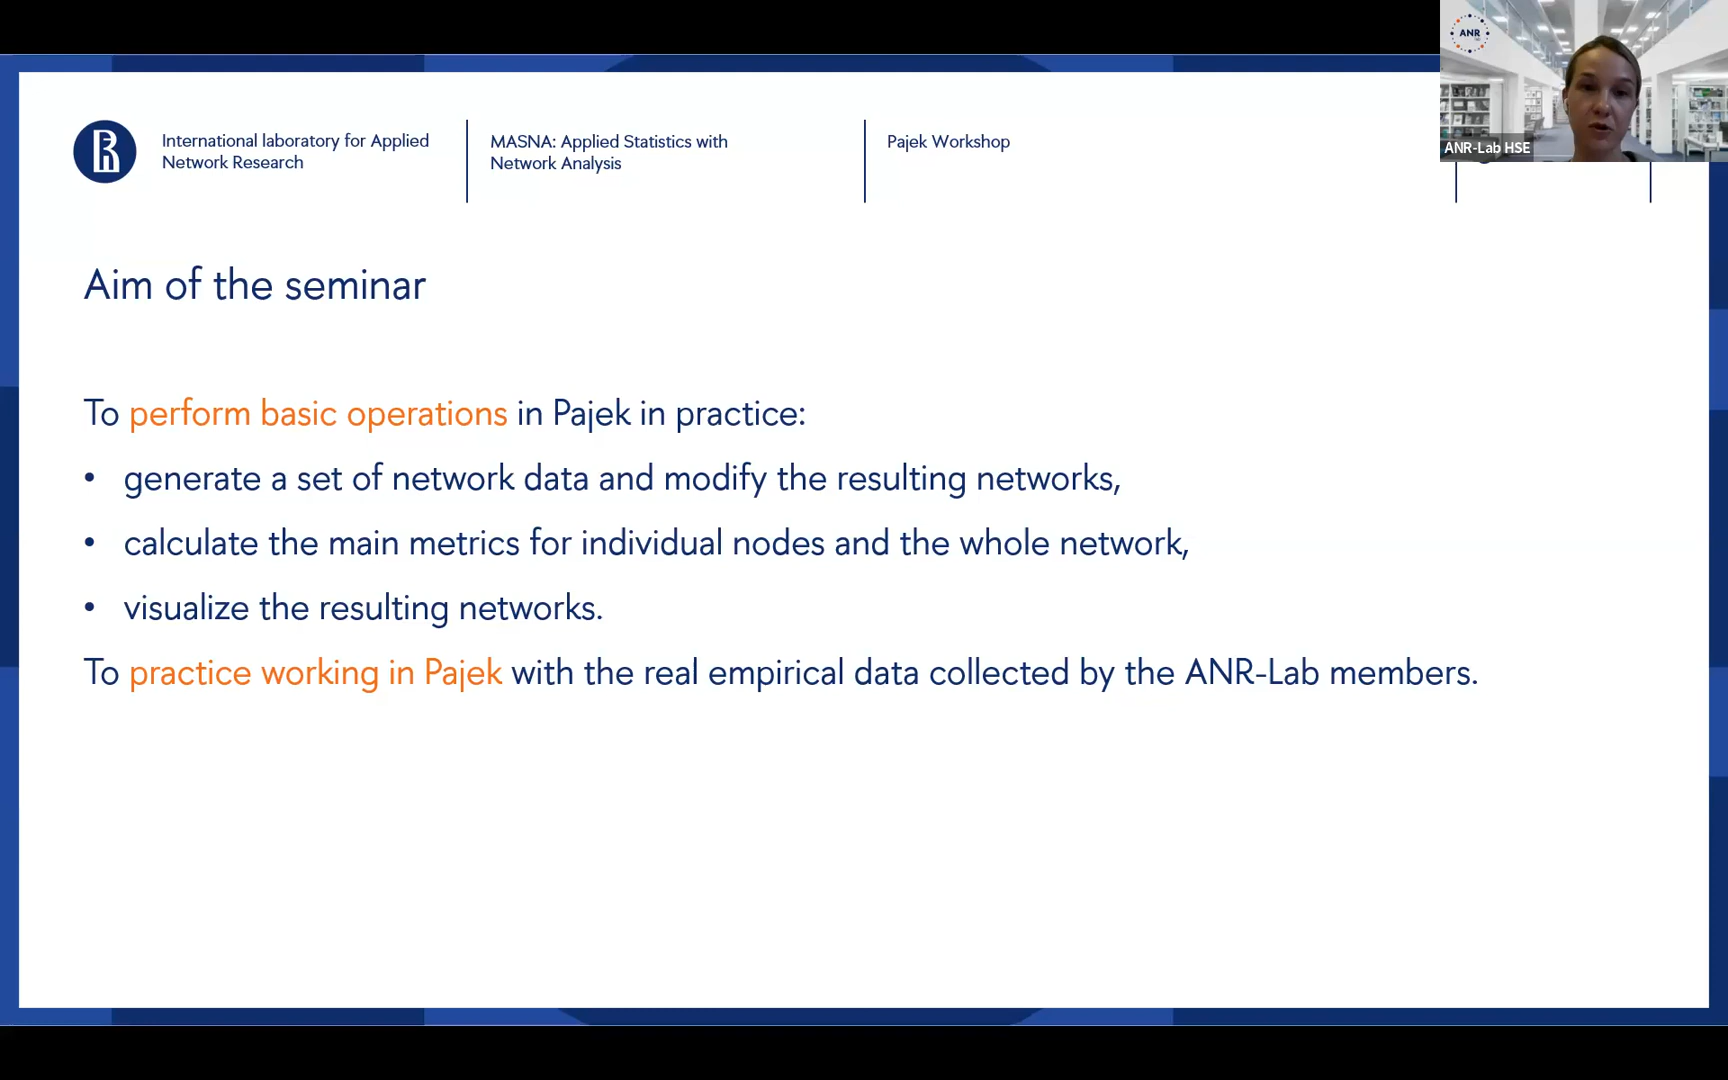 International laboratory for Applied
Network Research
MASNA: Applied Statistics with
Network Analysis
Pajek Workshop
ANR
ANR-Lab HSE
Aim of the seminar
To perform basic operations in Pajek in practice:
• generate a set of network data and modify the resulting networks,
• calculate the main metrics for individual nodes and the whole network,
• visualize the resulting networks.
To practice working in Pajek with the real empirical data collected by the ANR-Lab members.